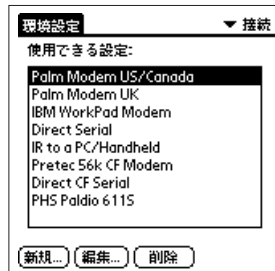 環境設定
▼ 接続
使用できる設定:
Palm Modem US/Canada
Palm Modem UK
IBM WorkPad Modem
Direct Serial
IR to a PC/Handheld
Pretec 56k CF Modem
Direct CF Serial
PHS Paldio 611S
新規... 編集... 削除